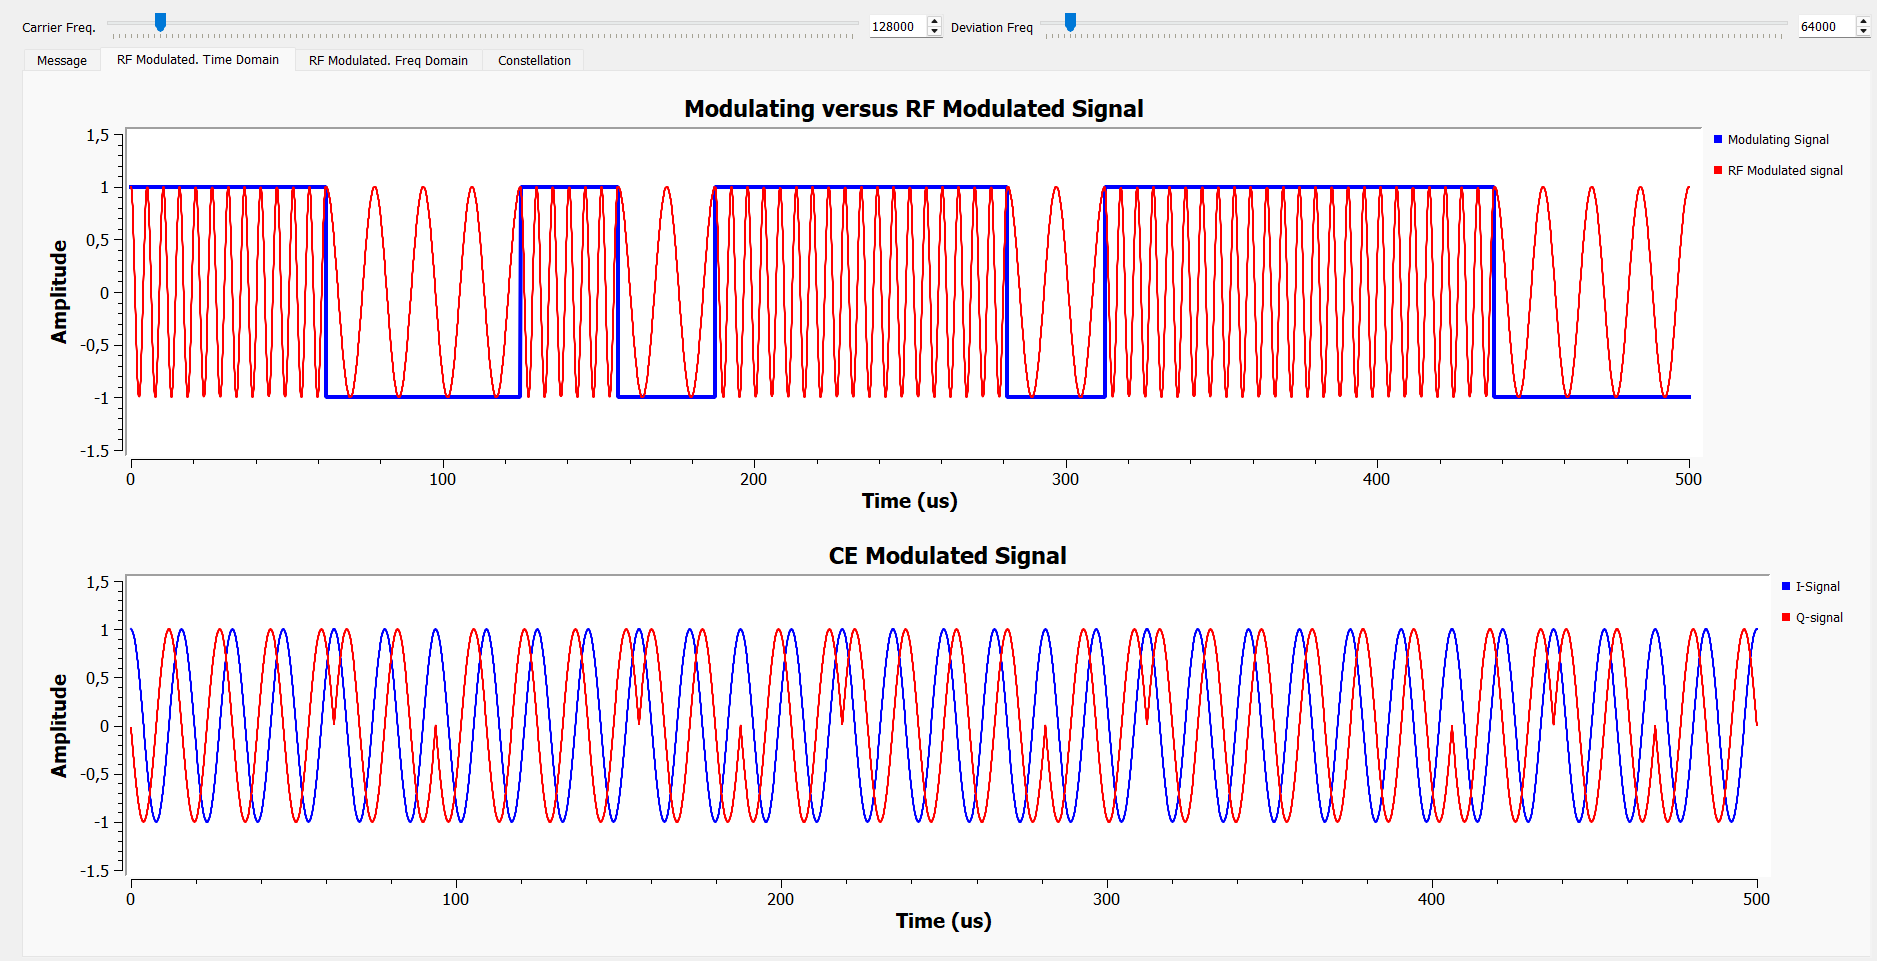 Carrier Freq. 128000 Deviation Freq 64000
Message RF Modulated. Time Domain RF Modulated. Freq Domain Constellation
Modulating versus RF Modulated Signal
1,5
1
0,5
0
-0,5
-1
-1.5
Amplitude
0 100 200 300 400 500
Time (us)
Modulating Signal
RF Modulated signal
CE Modulated Signal
1,5
1
0,5
0
-0,5
-1
-1.5
Amplitude
0 100 200 300 400 500
Time (us)
I-Signal
Q-signal